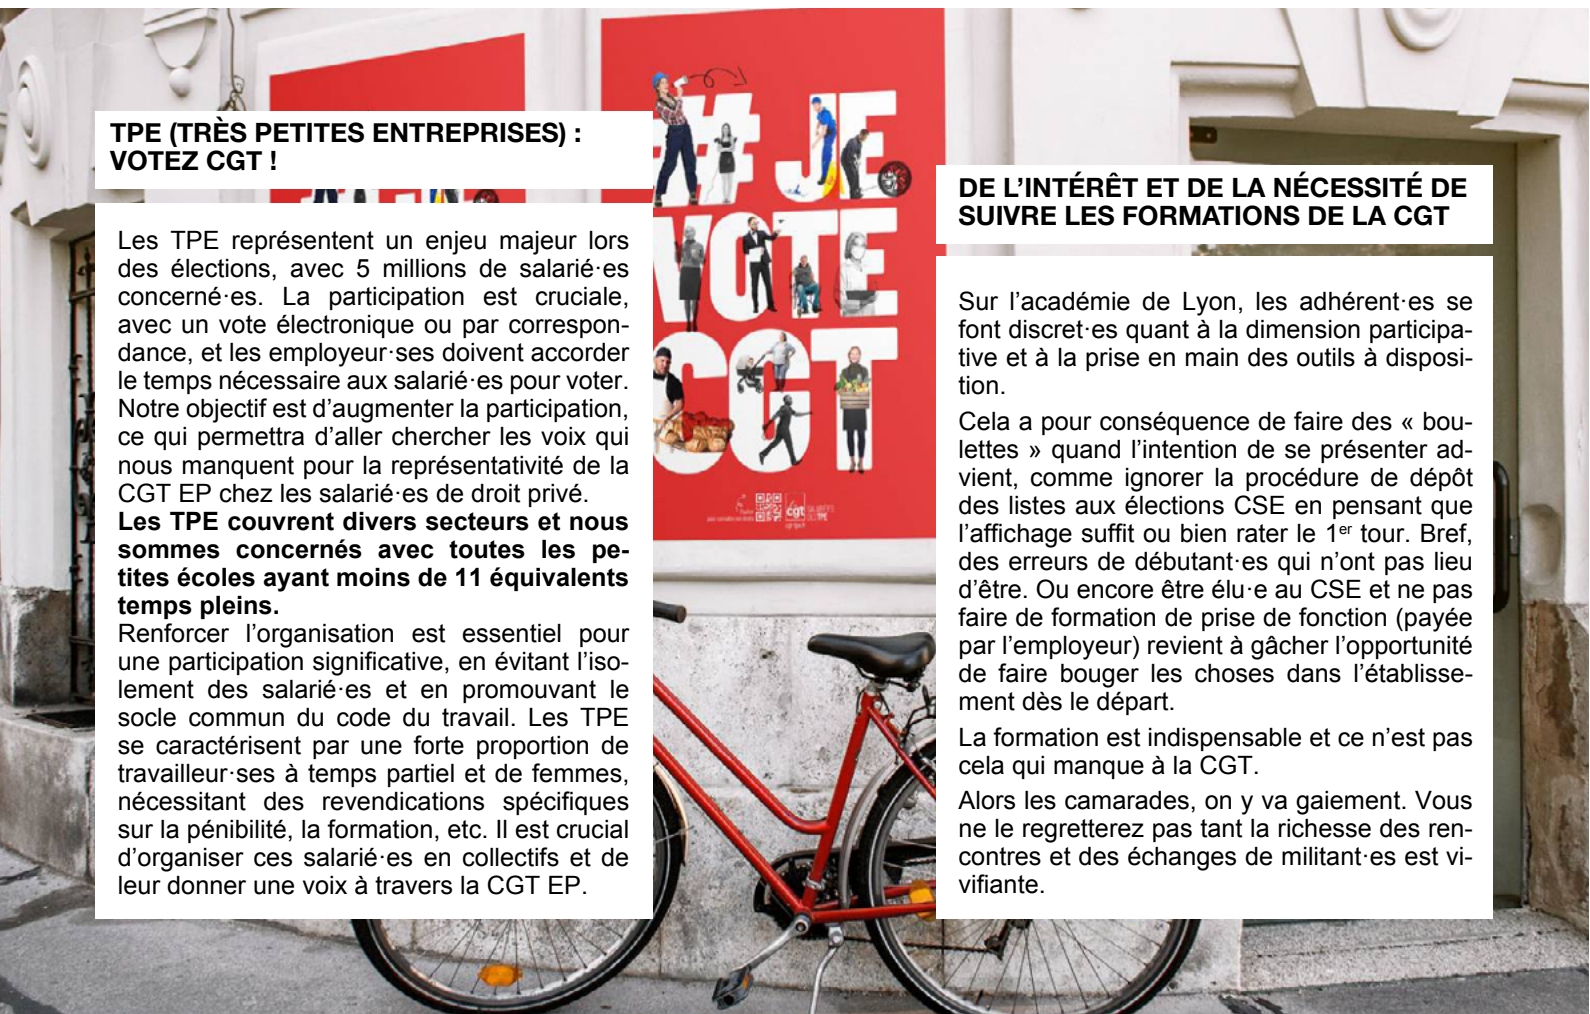 TPE (TRÈS PETITES ENTREPRISES) :
VOTEZ CGT !
Les TPE représentent un enjeu majeur lors
des élections, avec 5 millions de salarié·es
concerné·es. La participation est cruciale,
avec un vote électronique ou par correspon-
dance, et les employeur·ses doivent accorder
le temps nécessaire aux salarié·es pour voter.
Notre objectif est d'augmenter la participation,
ce qui permettra d'aller chercher les voix qui
nous manquent pour la représentativité de la
CGT EP chez les salarié·es de droit privé.
Les TPE couvrent divers secteurs et nous
sommes concernés avec toutes les pe-
tites écoles ayant moins de 11 équivalents
temps pleins.
Renforcer l'organisation est essentiel pour
une participation significative, en évitant l'iso-
lement des salarié·es et en promouvant le
socle commun du code du travail. Les TPE
se caractérisent par une forte proportion de
travailleur·ses à temps partiel et de femmes,
nécessitant des revendications spécifiques
sur la pénibilité, la formation, etc. Il est crucial
d'organiser ces salarié·es en collectifs et de
leur donner une voix à travers la CGT EP.
# JE
VOTE
CGT
cgt
DE L'INTÉRÊT ET DE LA NÉCESSITÉ DE
SUIVRE LES FORMATIONS DE LA CGT
Sur l'académie de Lyon, les adhérent·es se
font discret·es quant à la dimension participa-
tive et à la prise en main des outils à disposi-
tion.
Cela a pour conséquence de faire des « bou-
lettes » quand l'intention de se présenter ad-
vient, comme ignorer la procédure de dépôt
des listes aux élections CSE en pensant que
l'affichage suffit ou bien rater le 1er tour. Bref,
des erreurs de débutant·es qui n'ont pas lieu
d'être. Ou encore être élu·e au CSE et ne pas
faire de formation de prise de fonction (payée
par l'employeur) revient à gâcher l'opportunité
de faire bouger les choses dans l'établisse-
ment dès le départ.
La formation est indispensable et ce n'est pas
cela qui manque à la CGT.
Alors les camarades, on y va gaiement. Vous
ne le regretterez pas tant la richesse des ren-
contres et des échanges de militant·es est vi-
vifiante.